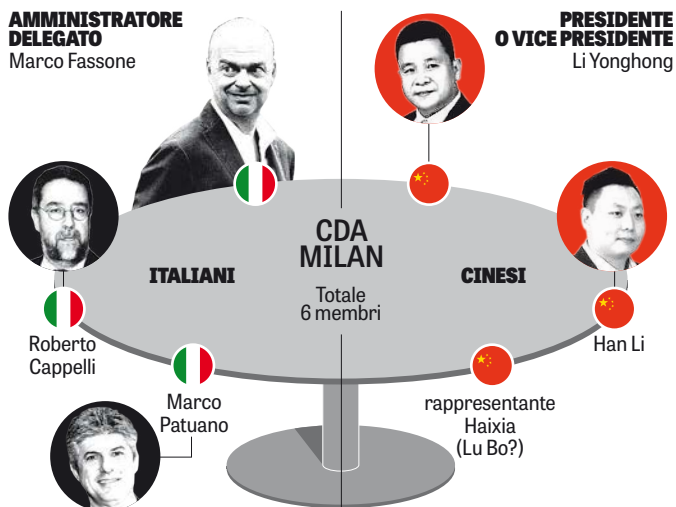 AMMINISTRATORE
DELEGATO
Marco Fassone
PRESIDENTE
O VICE PRESIDENTE
Li Yonghong
CDA
MILAN
ITALIANI
CINESI
Totale
6 membri
Roberto
Cappelli
Han Li
Marco
Patuano
rappresentante
Haixia
(Lu Bo?)